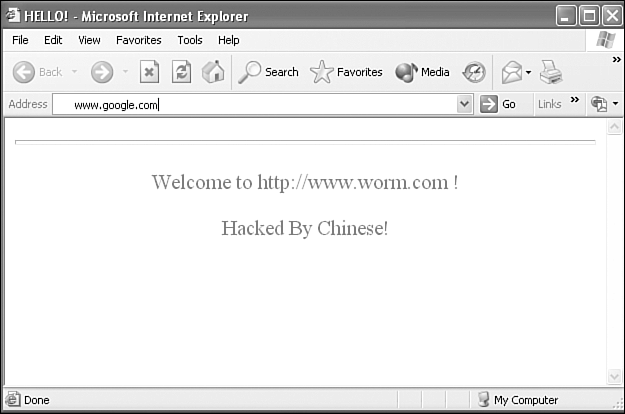 HELLO! - Microsoft Internet Explorer
File Edit View Favorites Tools Help
Back Search Favorites Media
Address www.google.com Go Links
Welcome to http://www.worm.com !
Hacked By Chinese!
Done My Computer